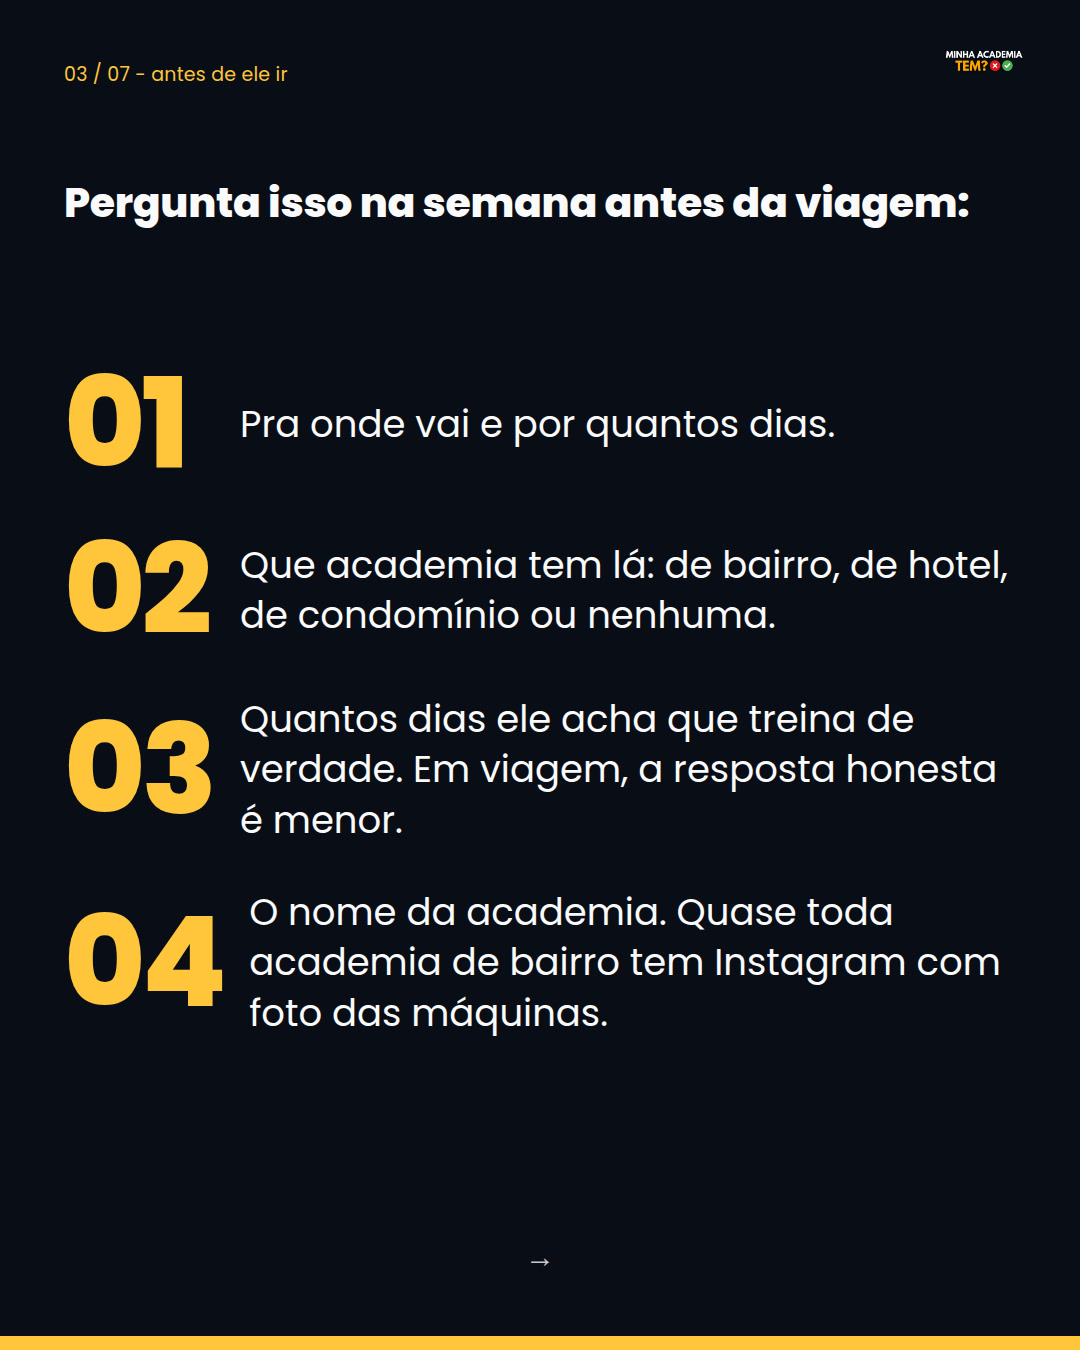 03 / 07 - antes de ele ir
MINHA ACADEMIA
TEM?
Pergunta isso na semana antes da viagem:
01
Pra onde vai e por quantos dias.
02
Que academia tem lá: de bairro, de hotel,
de condomínio ou nenhuma.
03
Quantos dias ele acha que treina de
verdade. Em viagem, a resposta honesta
é menor.
04
O nome da academia. Quase toda
academia de bairro tem Instagram com
foto das máquinas.
→